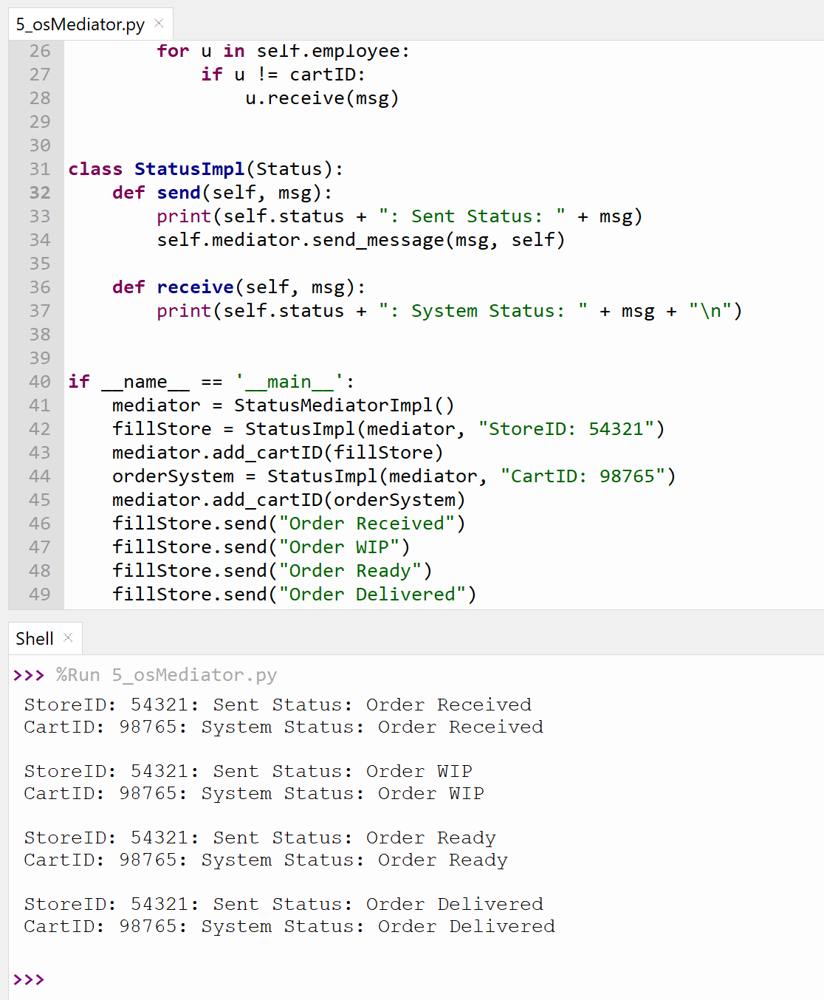 5_osMediator.py ×
26         for u in self.employee:
27             if u != cartID:
28                 u.receive(msg)
29
30
31 class StatusImpl(Status):
32     def send(self, msg):
33         print(self.status + ": Sent Status: " + msg)
34         self.mediator.send_message(msg, self)
35
36     def receive(self, msg):
37         print(self.status + ": System Status: " + msg + "\n")
38
39
40 if __name__ == '__main__':
41     mediator = StatusMediatorImpl()
42     fillStore = StatusImpl(mediator, "StoreID: 54321")
43     mediator.add_cartID(fillStore)
44     orderSystem = StatusImpl(mediator, "CartID: 98765")
45     mediator.add_cartID(orderSystem)
46     fillStore.send("Order Received")
47     fillStore.send("Order WIP")
48     fillStore.send("Order Ready")
49     fillStore.send("Order Delivered")
Shell ×
>>> %Run 5_osMediator.py
StoreID: 54321: Sent Status: Order Received
CartID: 98765: System Status: Order Received
StoreID: 54321: Sent Status: Order WIP
CartID: 98765: System Status: Order WIP
StoreID: 54321: Sent Status: Order Ready
CartID: 98765: System Status: Order Ready
StoreID: 54321: Sent Status: Order Delivered
CartID: 98765: System Status: Order Delivered
>>>